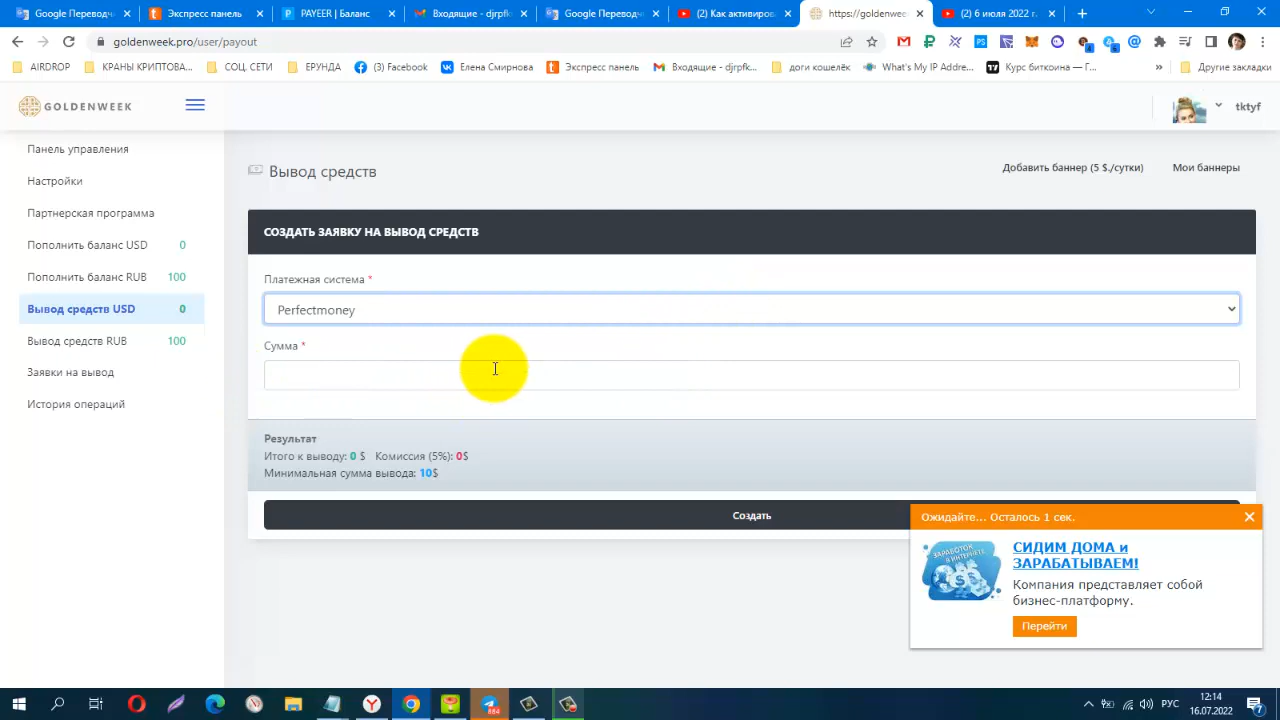 Google Переводч
Экспресс панель
PAYEER | Баланс
Входящие - djrpfk
Google Переводч
(2) Как активиров
https://goldenwee
(2) 6 июля 2022 г.
goldenweek.pro/user/payout
AIRDROP
КРАНЫ КРИПТОВА...
СОЦ. СЕТИ
ЕРУНДА
(3) Facebook
Елена Смирнова
Экспресс панель
Входящие - djrpfk...
доги кошелёк
What's My IP Addre...
Курс биткоина — Г...
»
Другие закладки
GOLDENWEEK
tktyf
Панель управления
Настройки
Партнерская программа
Пополнить баланс USD 0
Пополнить баланс RUB 100
Вывод средств USD 0
Вывод средств RUB 100
Заявки на вывод
История операций
Вывод средств
Добавить баннер (5 $./сутки)
Мои баннеры
СОЗДАТЬ ЗАЯВКУ НА ВЫВОД СРЕДСТВ
Платежная система *
Perfectmoney
Сумма *
Результат
Итого к выводу: 0 $ Комиссия (5%): 0$
Минимальная сумма вывода: 10$
Создать
Ожидайте... Осталось 1 сек.
ЗАРАБОТОК
В ИНТЕРНЕТЕ
СИДИМ ДОМА и
ЗАРАБАТЫВАЕМ!
Компания представляет собой
бизнес-платформу.
Перейти
РУС
12:14
16.07.2022